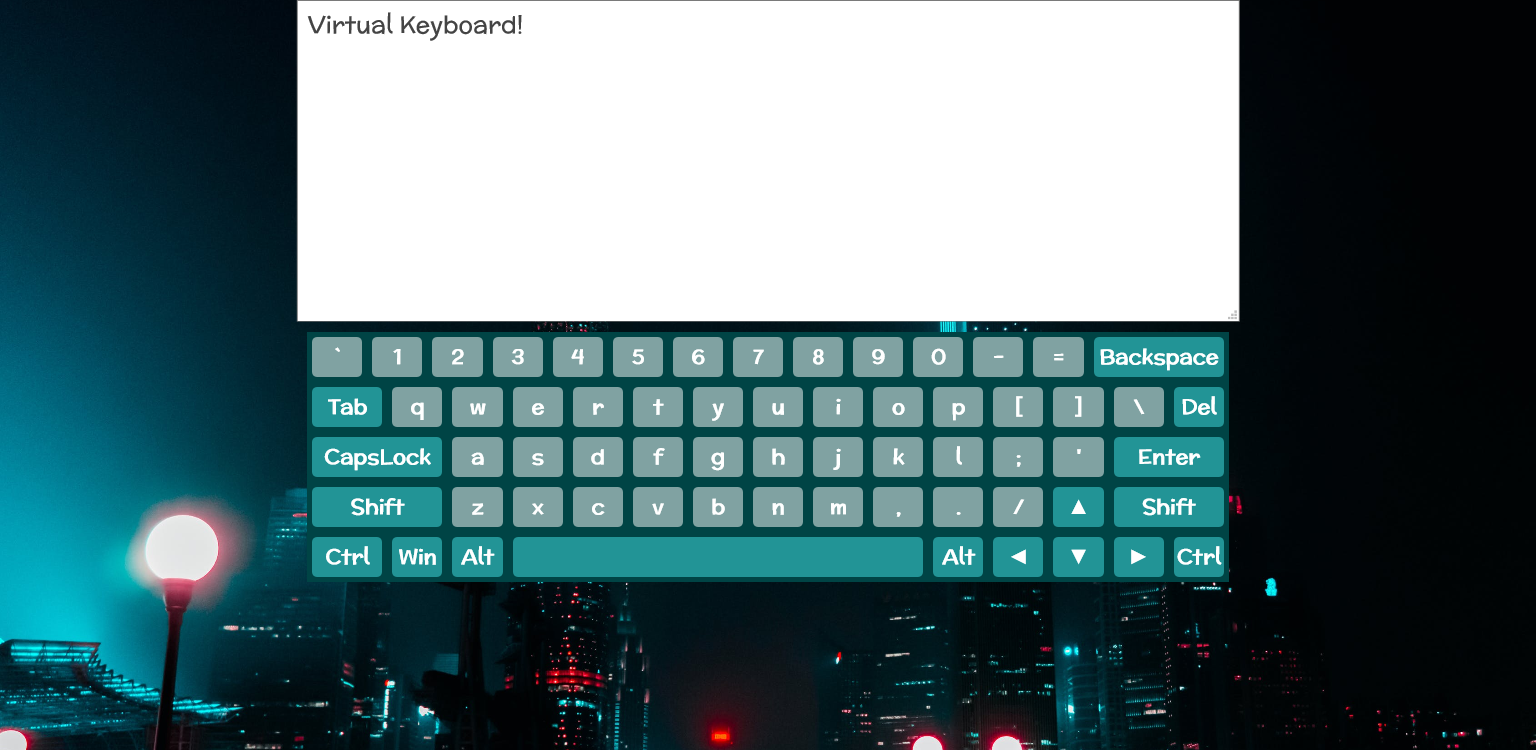 Virtual Keyboard!
` 1 2 3 4 5 6 7 8 9 0 - = Backspace
Tab q w e r t y u i o p [ ] \ Del
CapsLock a s d f g h j k l ; ' Enter
Shift z x c v b n m , . / ▲ Shift
Ctrl Win Alt Alt ◄ ▼ ► Ctrl